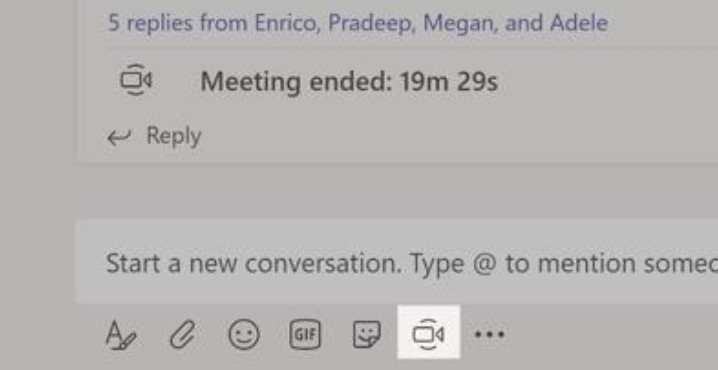 5 replies from Enrico, Pradeep, Megan, and Adele
Meeting ended: 19m 29s
Reply
Start a new conversation. Type @ to mention someo
GIF